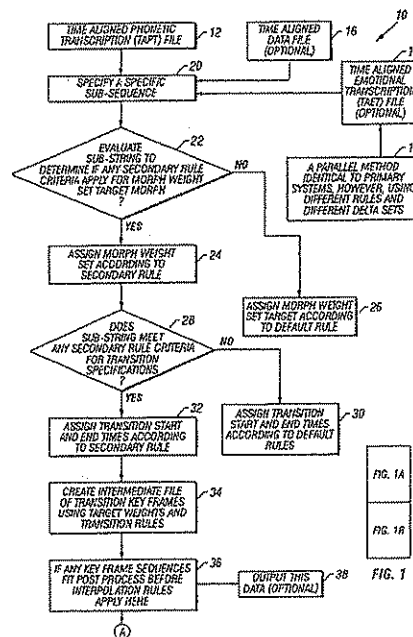 TIME ALIGNED PHONETIC
TRANSCRIPTION (TAPT) FILE
12
TIME ALIGNED
DATA FILE
(OPTIONAL)
16
10
20
SPECIFY & SPECIFIC
SUB-SEQUENCE
TIME ALIGNED
EMOTIONAL
TRANSCRIPTION
(TAET) FILE
(OPTIONAL)
22
EVALUATE
SUB-STRING TO
DETERMINE IF ANY SECONDARY RULE
CRITERIA APPLY FOR MORPH WEIGHT
SET TARGET MORPH
?
NO
YES
A PARALLEL METHOD
IDENTICAL TO PRIMARY
SYSTEMS, HOWEVER, USING
DIFFERENT RULES AND
DIFFERENT DELTA SETS
ASSIGN MORPH WEIGHT
SET ACCORDING TO
SECONDARY RULE
24
ASSIGN MORPH WEIGHT
SET TARGET ACCORDING
TO DEFAULT RULE
26
28
DOES
SUB-STRING MEET
ANY SECONDARY RULE CRITERIA
FOR TRANSITION
SPECIFICATIONS
?
NO
YES
32
ASSIGN TRANSITION START
AND END TIMES ACCORDING
TO SECONDARY RULE
ASSIGN TRANSITION START
AND END TIMES
ACCORDING TO DEFAULT
RULES
30
CREATE INTERMEDIATE FILE
OF TRANSITION KEY FRAMES
USING TARGET WEIGHTS AND
TRANSITION RULES
34
FIG. 1A
FIG. 1B
FIG. 1
36
IF ANY KEY FRAME SEQUENCES
FIT POST PROCESS BEFORE
INTERPOLATION RULES
APPLY HERE
OUTPUT THIS
DATA (OPTIONAL)
38
A